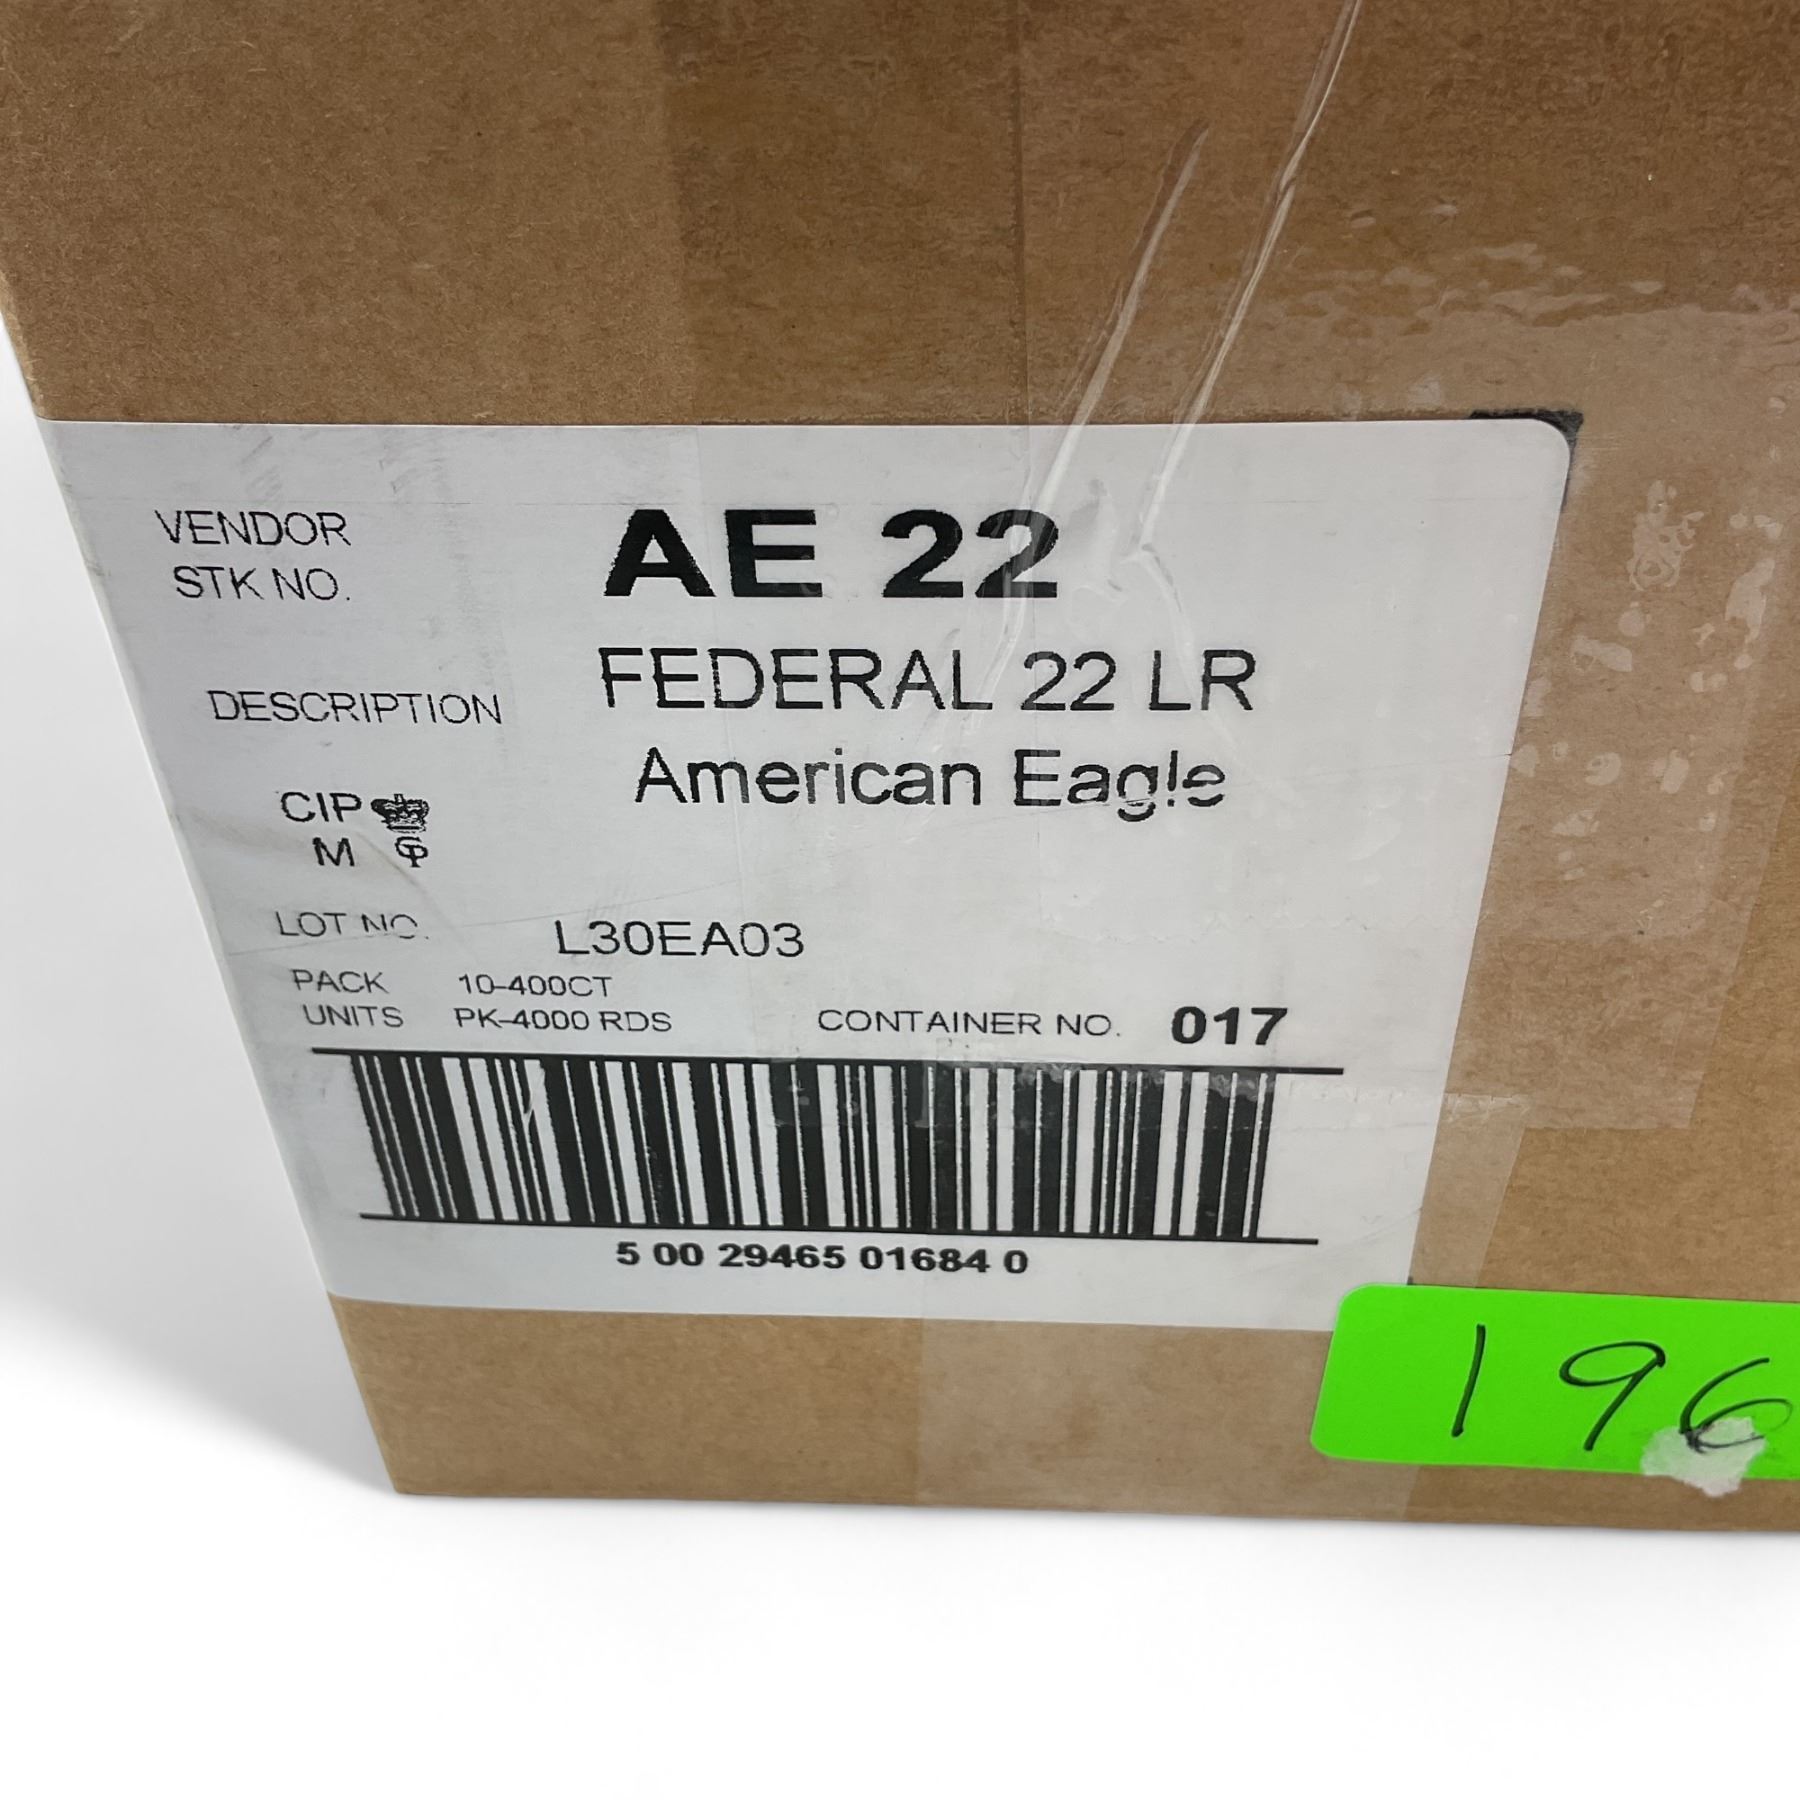 VENDOR
STK NO.
AE 22
DESCRIPTION
FEDERAL 22 LR
American Eagle
CIP
M
LOT NO.
L30EA03
PACK 10-400CT
UNITS PK-4000 RDS
CONTAINER NO. 017
5 00 29465 01684 0
196